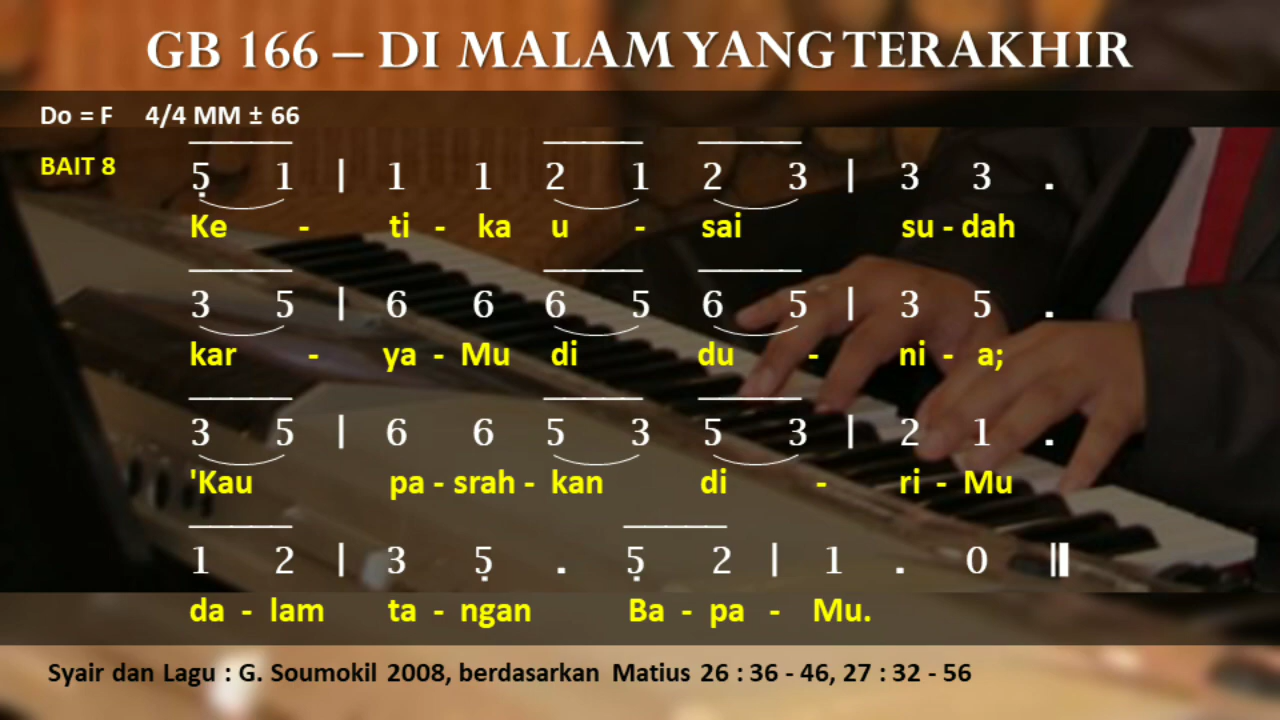 GB 166 – DI MALAM YANG TERAKHIR
Do = F 4/4 MM ± 66
BAIT 8
5̣ 1 | 1 1 2 1 2 3 | 3 3 .
Ke - ti - ka u - sai su - dah
3 5 | 6 6 6 5 6 5 | 3 5 .
kar - ya - Mu di du - ni - a;
3 5 | 6 6 5 3 5 3 | 2 1 .
'Kau pa - srah - kan di - ri - Mu
1 2 | 3 5̣ . 5̣ 2 | 1 . 0 ‖
da - lam ta - ngan Ba - pa - Mu.
Syair dan Lagu : G. Soumokil 2008, berdasarkan Matius 26 : 36 - 46, 27 : 32 - 56